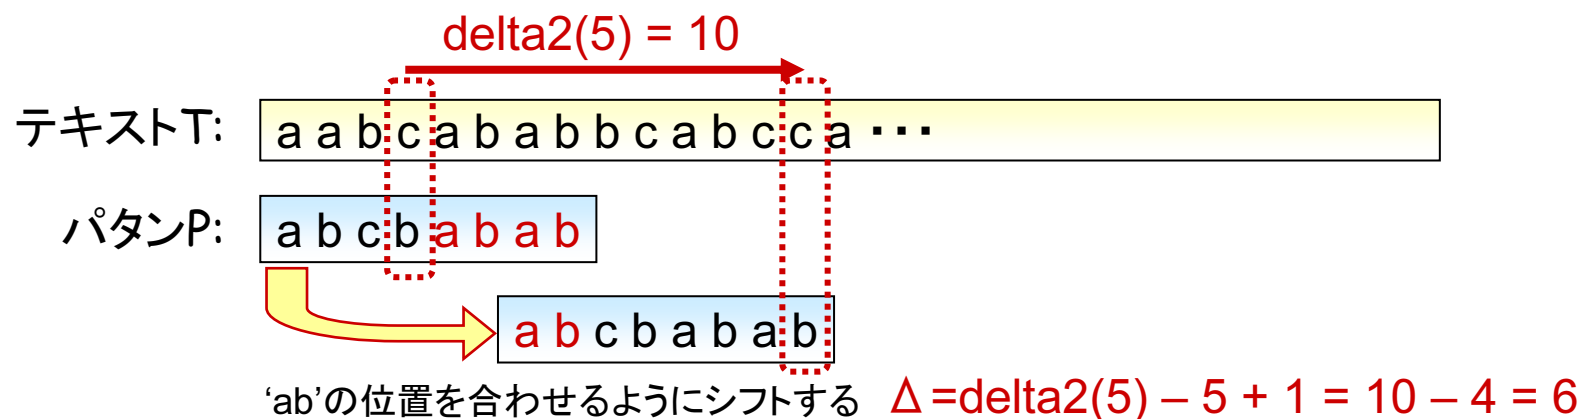 delta2(5) = 10
テキストT: a a b c a b a b b c a b c c a ･･･
パタンP: a b c b a b a b
a b c b a b a b
‘ab’の位置を合わせるようにシフトする Δ=delta2(5) – 5 + 1 = 10 – 4 = 6